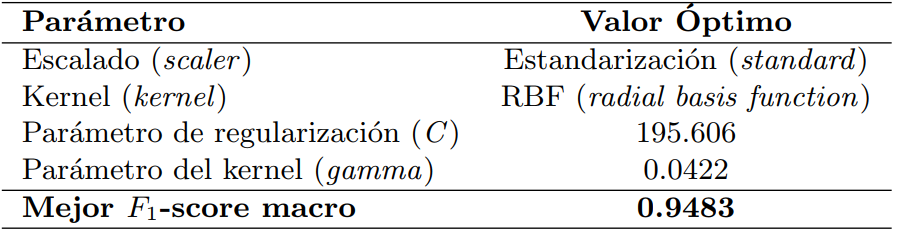 Parámetro Valor Óptimo
Escalado (scaler) Estandarización (standard)
Kernel (kernel) RBF (radial basis function)
Parámetro de regularización (C) 195.606
Parámetro del kernel (gamma) 0.0422
Mejor F₁-score macro 0.9483